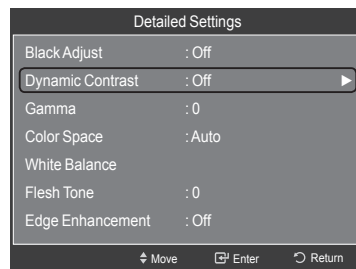 Detailed Settings
Black Adjust : Off
Dynamic Contrast : Off
Gamma : 0
Color Space : Auto
White Balance
Flesh Tone : 0
Edge Enhancement : Off
Move Enter Return